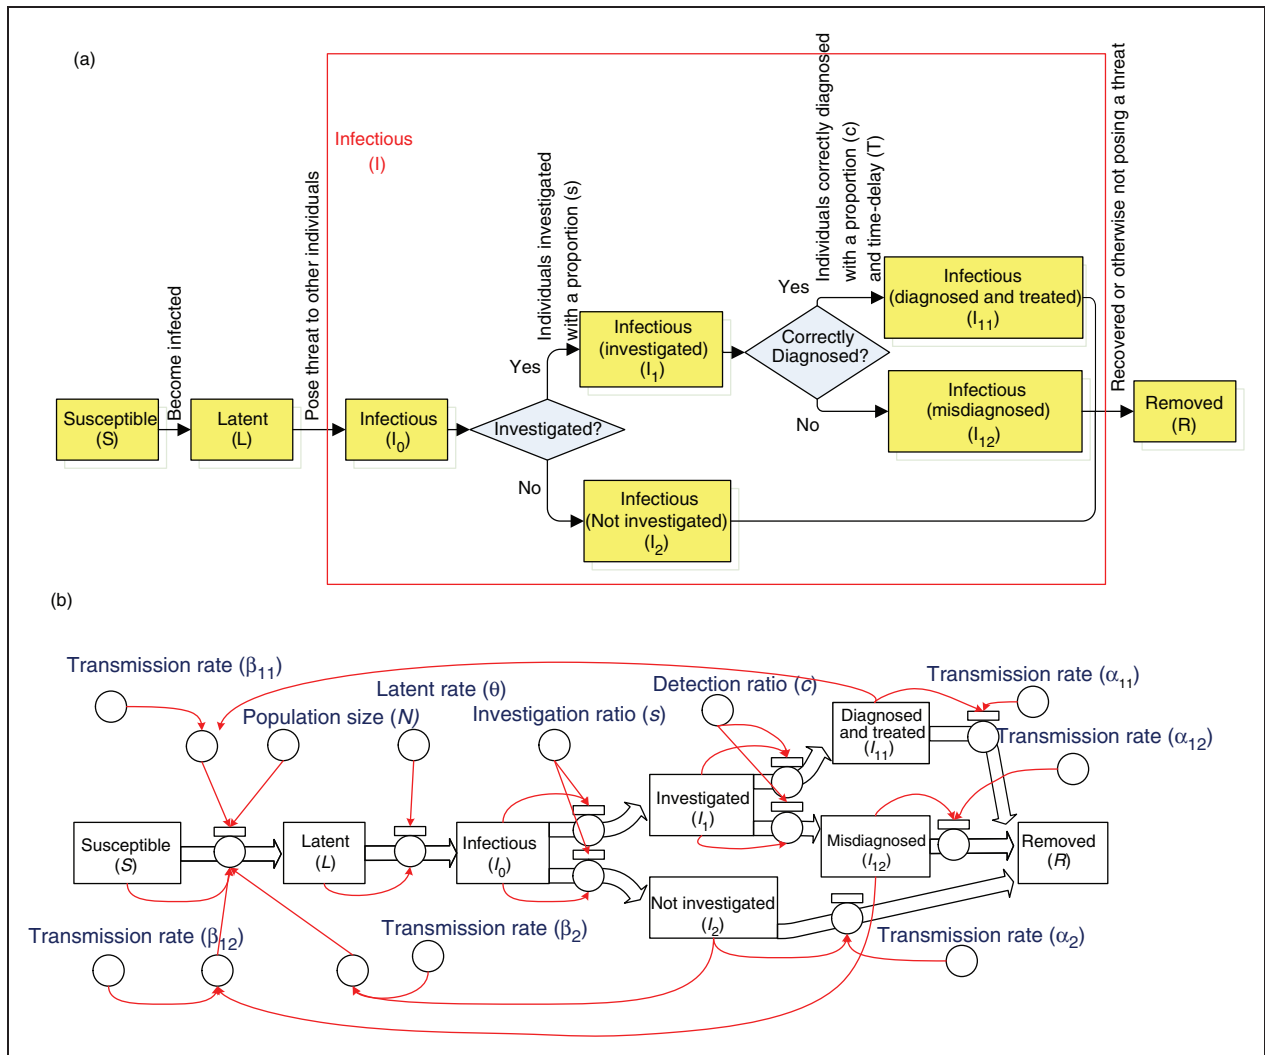 (a)
Infectious
(I)
Become infected
Pose threat to other individuals
Individuals investigated
with a proportion (s)
Individuals correctly diagnosed
with a proportion (c)
and time-delay (T)
Recovered or otherwise not posing a threat
Susceptible
(S)
Latent
(L)
Infectious
(I0)
Investigated?
Yes
No
Infectious
(investigated)
(I1)
Infectious
(Not investigated)
(I2)
Correctly
Diagnosed?
Yes
No
Infectious
(diagnosed and treated)
(I11)
Infectious
(misdiagnosed)
(I12)
Removed
(R)
(b)
Transmission rate (β11)
Population size (N)
Latent rate (θ)
Investigation ratio (s)
Detection ratio (c)
Transmission rate (α11)
Transmission rate (α12)
Diagnosed
and treated
(I11)
Susceptible
(S)
Latent
(L)
Infectious
(I0)
Investigated
(I1)
Misdiagnosed
(I12)
Removed
(R)
Not investigated
(I2)
Transmission rate (β12)
Transmission rate (β2)
Transmission rate (α2)